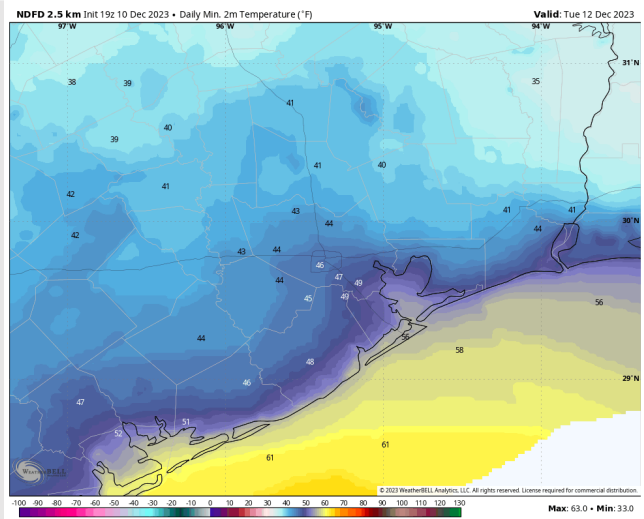 NDFD 2.5 km Init 19z 10 Dec 2023 • Daily Min. 2m Temperature (°F)
Valid: Tue 12 Dec 2023
97°W 96°W 95°W 94°W
31°N
38 39 35
41
39 40
41 40
42 41
43 41 41
44 30°N
42 44
43 44
46
47
44 49
45 49
56
56
44 58
48
46 29°N
47
51
52
61
61
WEATHERBELL
© 2023 WeatherBELL Analytics, LLC. All rights reserved. License required for commercial distribution.
-100 -90 -80 -70 -60 -50 -40 -30 -20 -10 0 10 20 30 40 50 60 70 80 90 100 110 120 130
Max: 63.0 • Min: 33.0